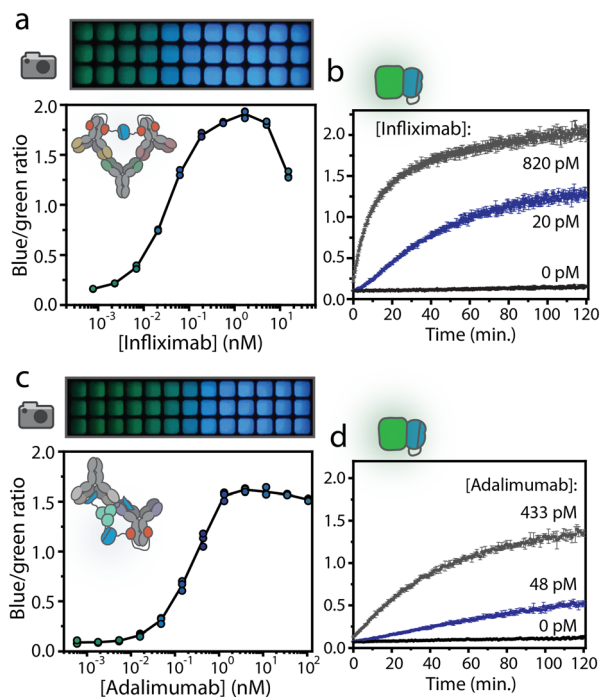 a
Blue/green ratio
2.0
1.5
1.0
0.5
0.0
10⁻³ 10⁻² 10⁻¹ 10⁰ 10¹
[Infliximab] (nM)
b
[Infliximab]:
820 pM
20 pM
0 pM
2.0
1.5
1.0
0.5
0.0
0 20 40 60 80 100 120
Time (min.)
c
Blue/green ratio
2.0
1.5
1.0
0.5
0.0
10⁻³ 10⁻² 10⁻¹ 10⁰ 10¹ 10²
[Adalimumab] (nM)
d
[Adalimumab]:
433 pM
48 pM
0 pM
2.0
1.5
1.0
0.5
0.0
0 20 40 60 80 100 120
Time (min.)